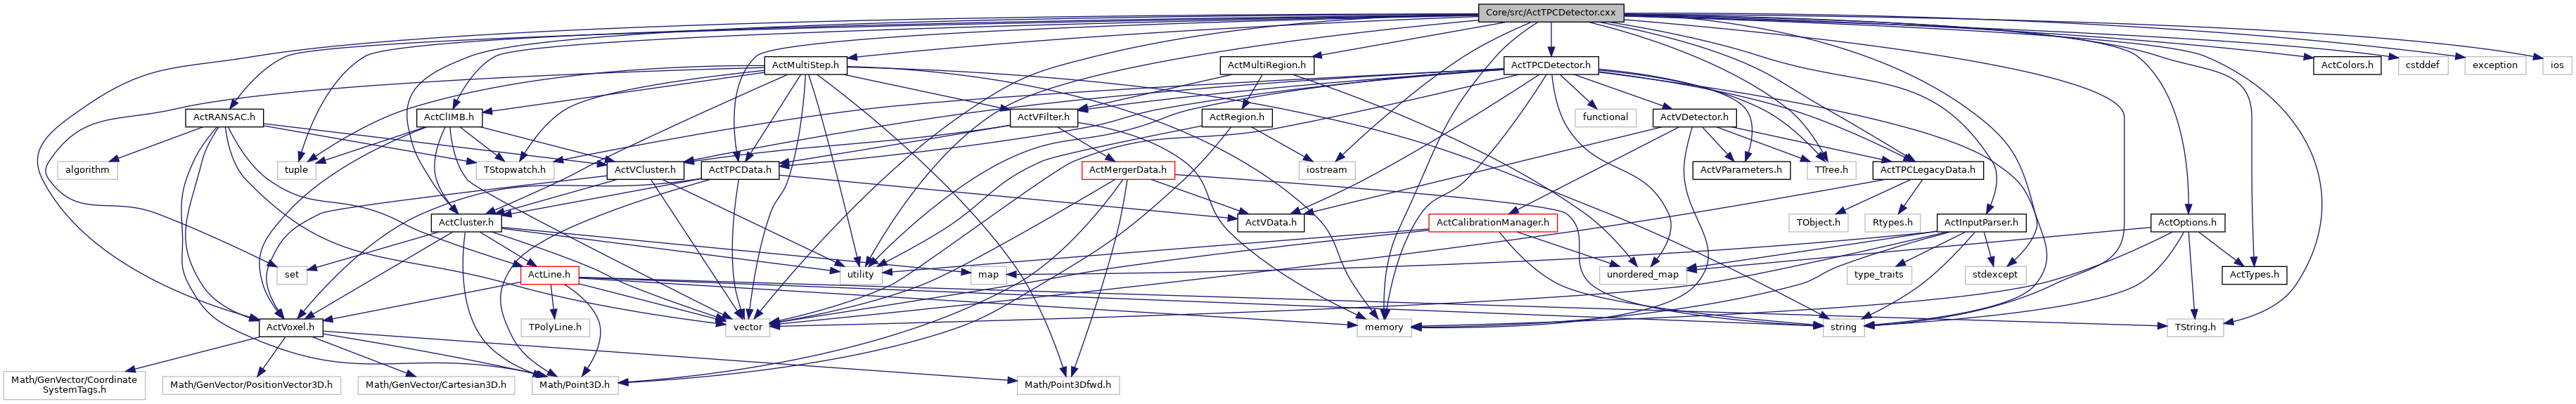 Core/src/ActTPCDetector.cxx
ActMultiStep.h
ActMultiRegion.h
ActTPCDetector.h
ActColors.h
cstddef
exception
ios
ActRANSAC.h
ActClIMB.h
ActVFilter.h
ActRegion.h
functional
ActVDetector.h
algorithm
tuple
TStopwatch.h
ActVCluster.h
ActTPCData.h
ActMergerData.h
iostream
ActVParameters.h
TTree.h
ActTPCLegacyData.h
ActCluster.h
ActVData.h
ActCalibrationManager.h
TObject.h
Rtypes.h
ActInputParser.h
ActOptions.h
set
ActLine.h
utility
map
unordered_map
type_traits
stdexcept
ActTypes.h
ActVoxel.h
TPolyLine.h
vector
memory
string
TString.h
Math/GenVector/Coordinate
SystemTags.h
Math/GenVector/PositionVector3D.h
Math/GenVector/Cartesian3D.h
Math/Point3D.h
Math/Point3Dfwd.h